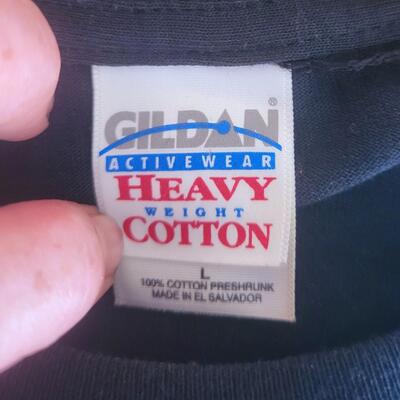 GILDAN®
ACTIVEWEAR
HEAVY
WEIGHT
COTTON
L
100% COTTON PRESHRUNK
MADE IN EL SALVADOR